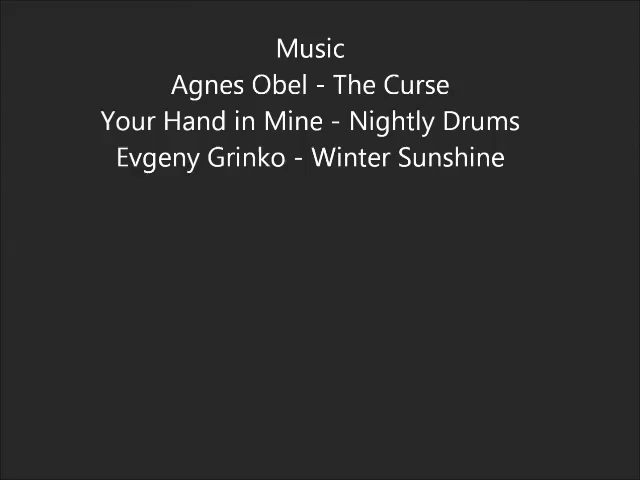 Music
Agnes Obel - The Curse
Your Hand in Mine - Nightly Drums
Evgeny Grinko - Winter Sunshine